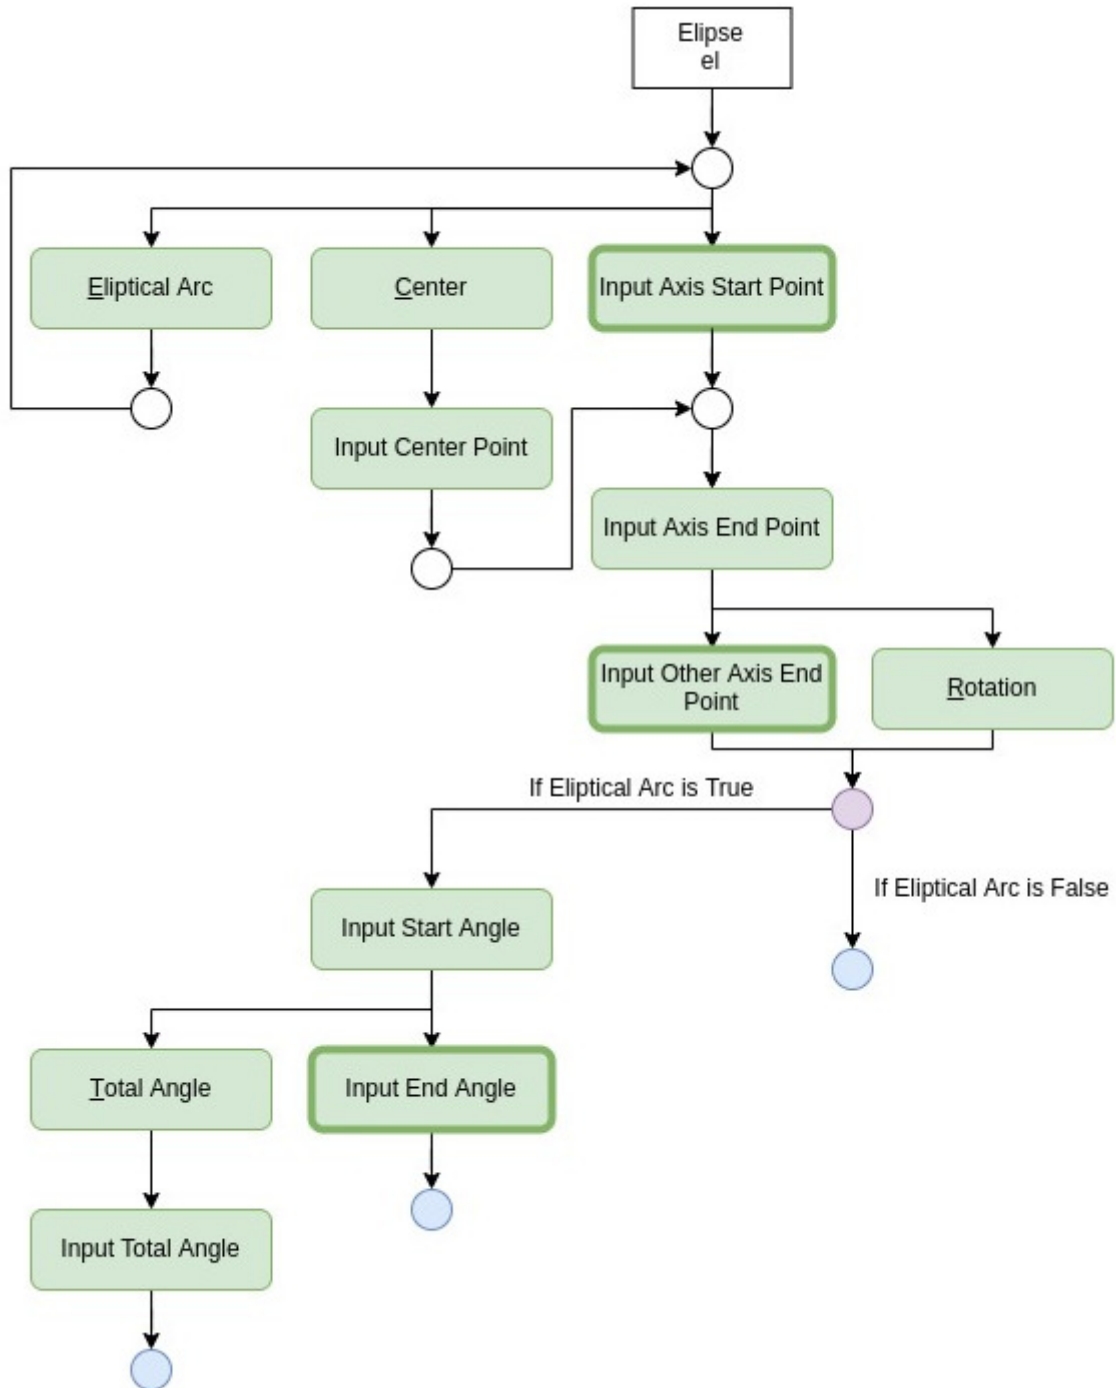 Elipse
el
Eliptical Arc
Center
Input Axis Start Point
Input Center Point
Input Axis End Point
Input Other Axis End
Point
Rotation
If Eliptical Arc is True
If Eliptical Arc is False
Input Start Angle
Total Angle
Input End Angle
Input Total Angle